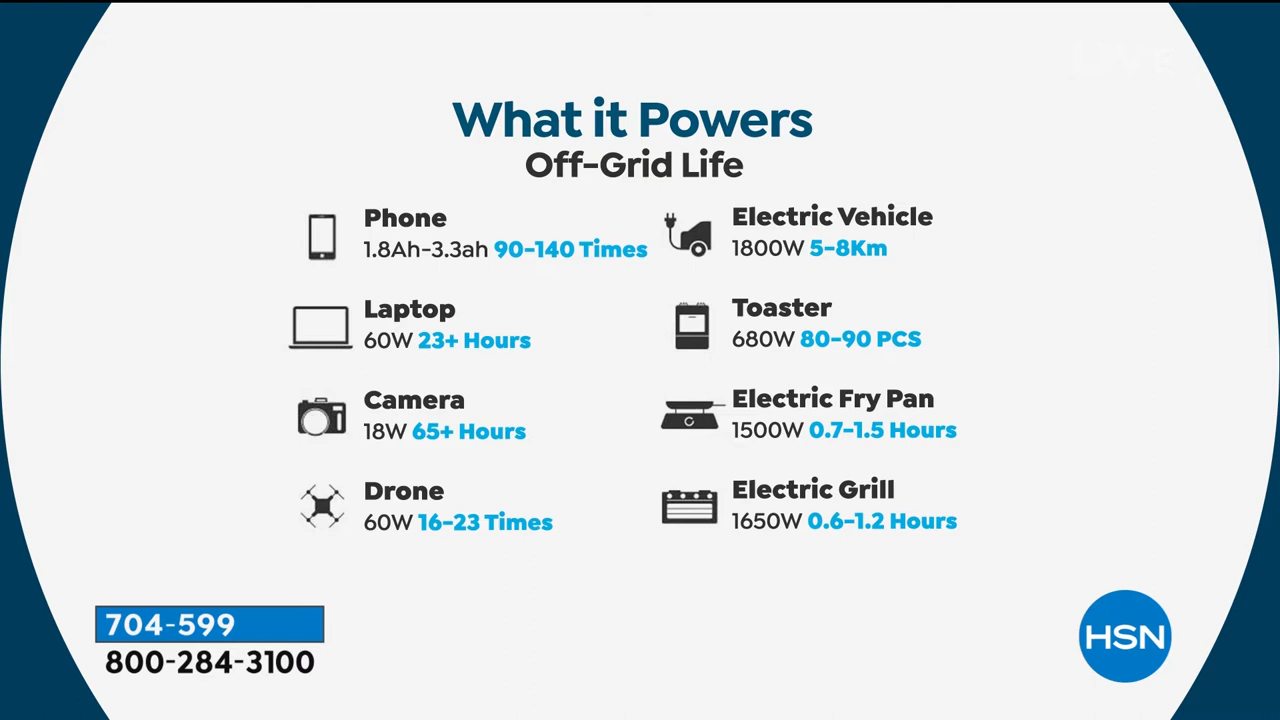 What it Powers
Off-Grid Life
Phone
1.8Ah-3.3ah 90-140 Times
Laptop
60W 23+ Hours
Camera
18W 65+ Hours
Drone
60W 16-23 Times
Electric Vehicle
1800W 5-8Km
Toaster
680W 80-90 PCS
Electric Fry Pan
1500W 0.7-1.5 Hours
Electric Grill
1650W 0.6-1.2 Hours
704-599
800-284-3100
HSN